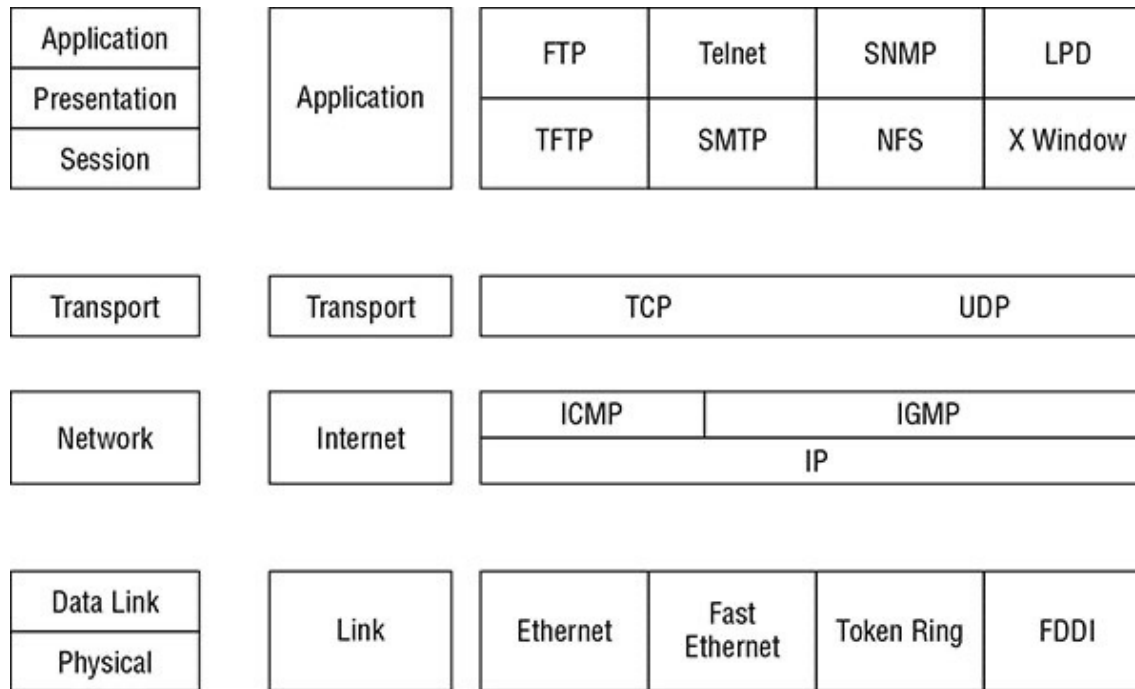 Application
Presentation
Session
Application
FTP Telnet SNMP LPD
TFTP SMTP NFS X Window
Transport
Transport
TCP UDP
Network
Internet
ICMP IGMP
IP
Data Link
Physical
Link
Ethernet
Fast
Ethernet
Token Ring
FDDI